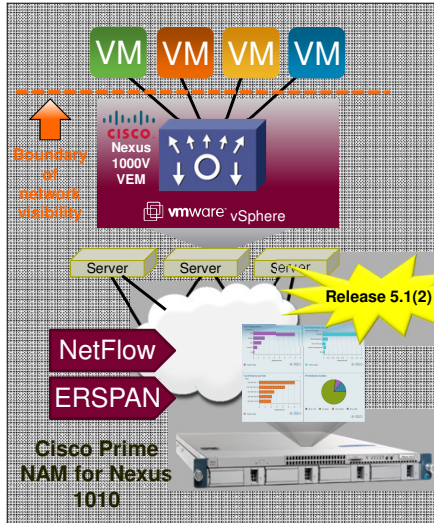 VM VM VM VM
CISCO
Nexus
1000V
VEM
Boundary
of
network
visibility
vmware vSphere
Server Server Server
Release 5.1(2)
NetFlow
ERSPAN
Cisco Prime
NAM for Nexus
1010